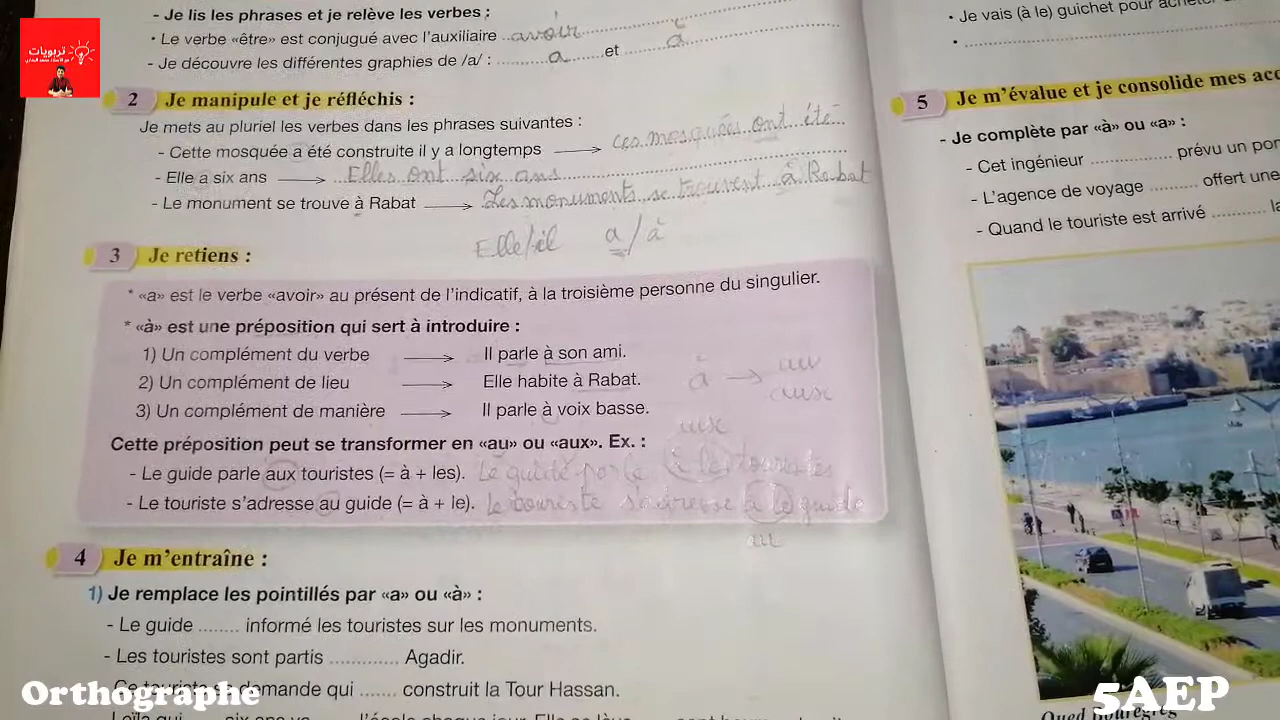 تربويات
- Je lis les phrases et je relève les verbes :
• Le verbe «être» est conjugué avec l'auxiliaire ..avoir
- Je découvre les différentes graphies de /a/ : ..........a........et ........à
2 Je manipule et je réfléchis :
Je mets au pluriel les verbes dans les phrases suivantes :
- Cette mosquée a été construite il y a longtemps → ces mosquées ont été
- Elle a six ans → Elles ont six ans
- Le monument se trouve à Rabat → Les monuments se trouvent à Rabat
Elle/il a/à
3 Je retiens :
* «a» est le verbe «avoir» au présent de l'indicatif, à la troisième personne du singulier.
* «à» est une préposition qui sert à introduire :
1) Un complément du verbe → Il parle à son ami.
2) Un complément de lieu → Elle habite à Rabat.
à → au
aux
3) Un complément de manière → Il parle à voix basse.
aux
Cette préposition peut se transformer en «au» ou «aux». Ex. :
- Le guide parle aux touristes (= à + les). Le guide parle à les touristes
- Le touriste s'adresse au guide (= à + le). Le touriste s'adresse à le guide
au
4 Je m'entraîne :
1) Je remplace les pointillés par «a» ou «à» :
- Le guide ........ informé les touristes sur les monuments.
- Les touristes sont partis ............. Agadir.
- Ce touriste demande qui ....... construit la Tour Hassan.
• Je vais (à le) guichet pour
•
5 Je m'évalue et je consolide mes
- Je complète par «à» ou «a» :
- Cet ingénieur ................ prévu un
- L'agence de voyage .......... offert une
- Quand le touriste est arrivé ...........
Oued Bouregreg
Orthographe
5AEP